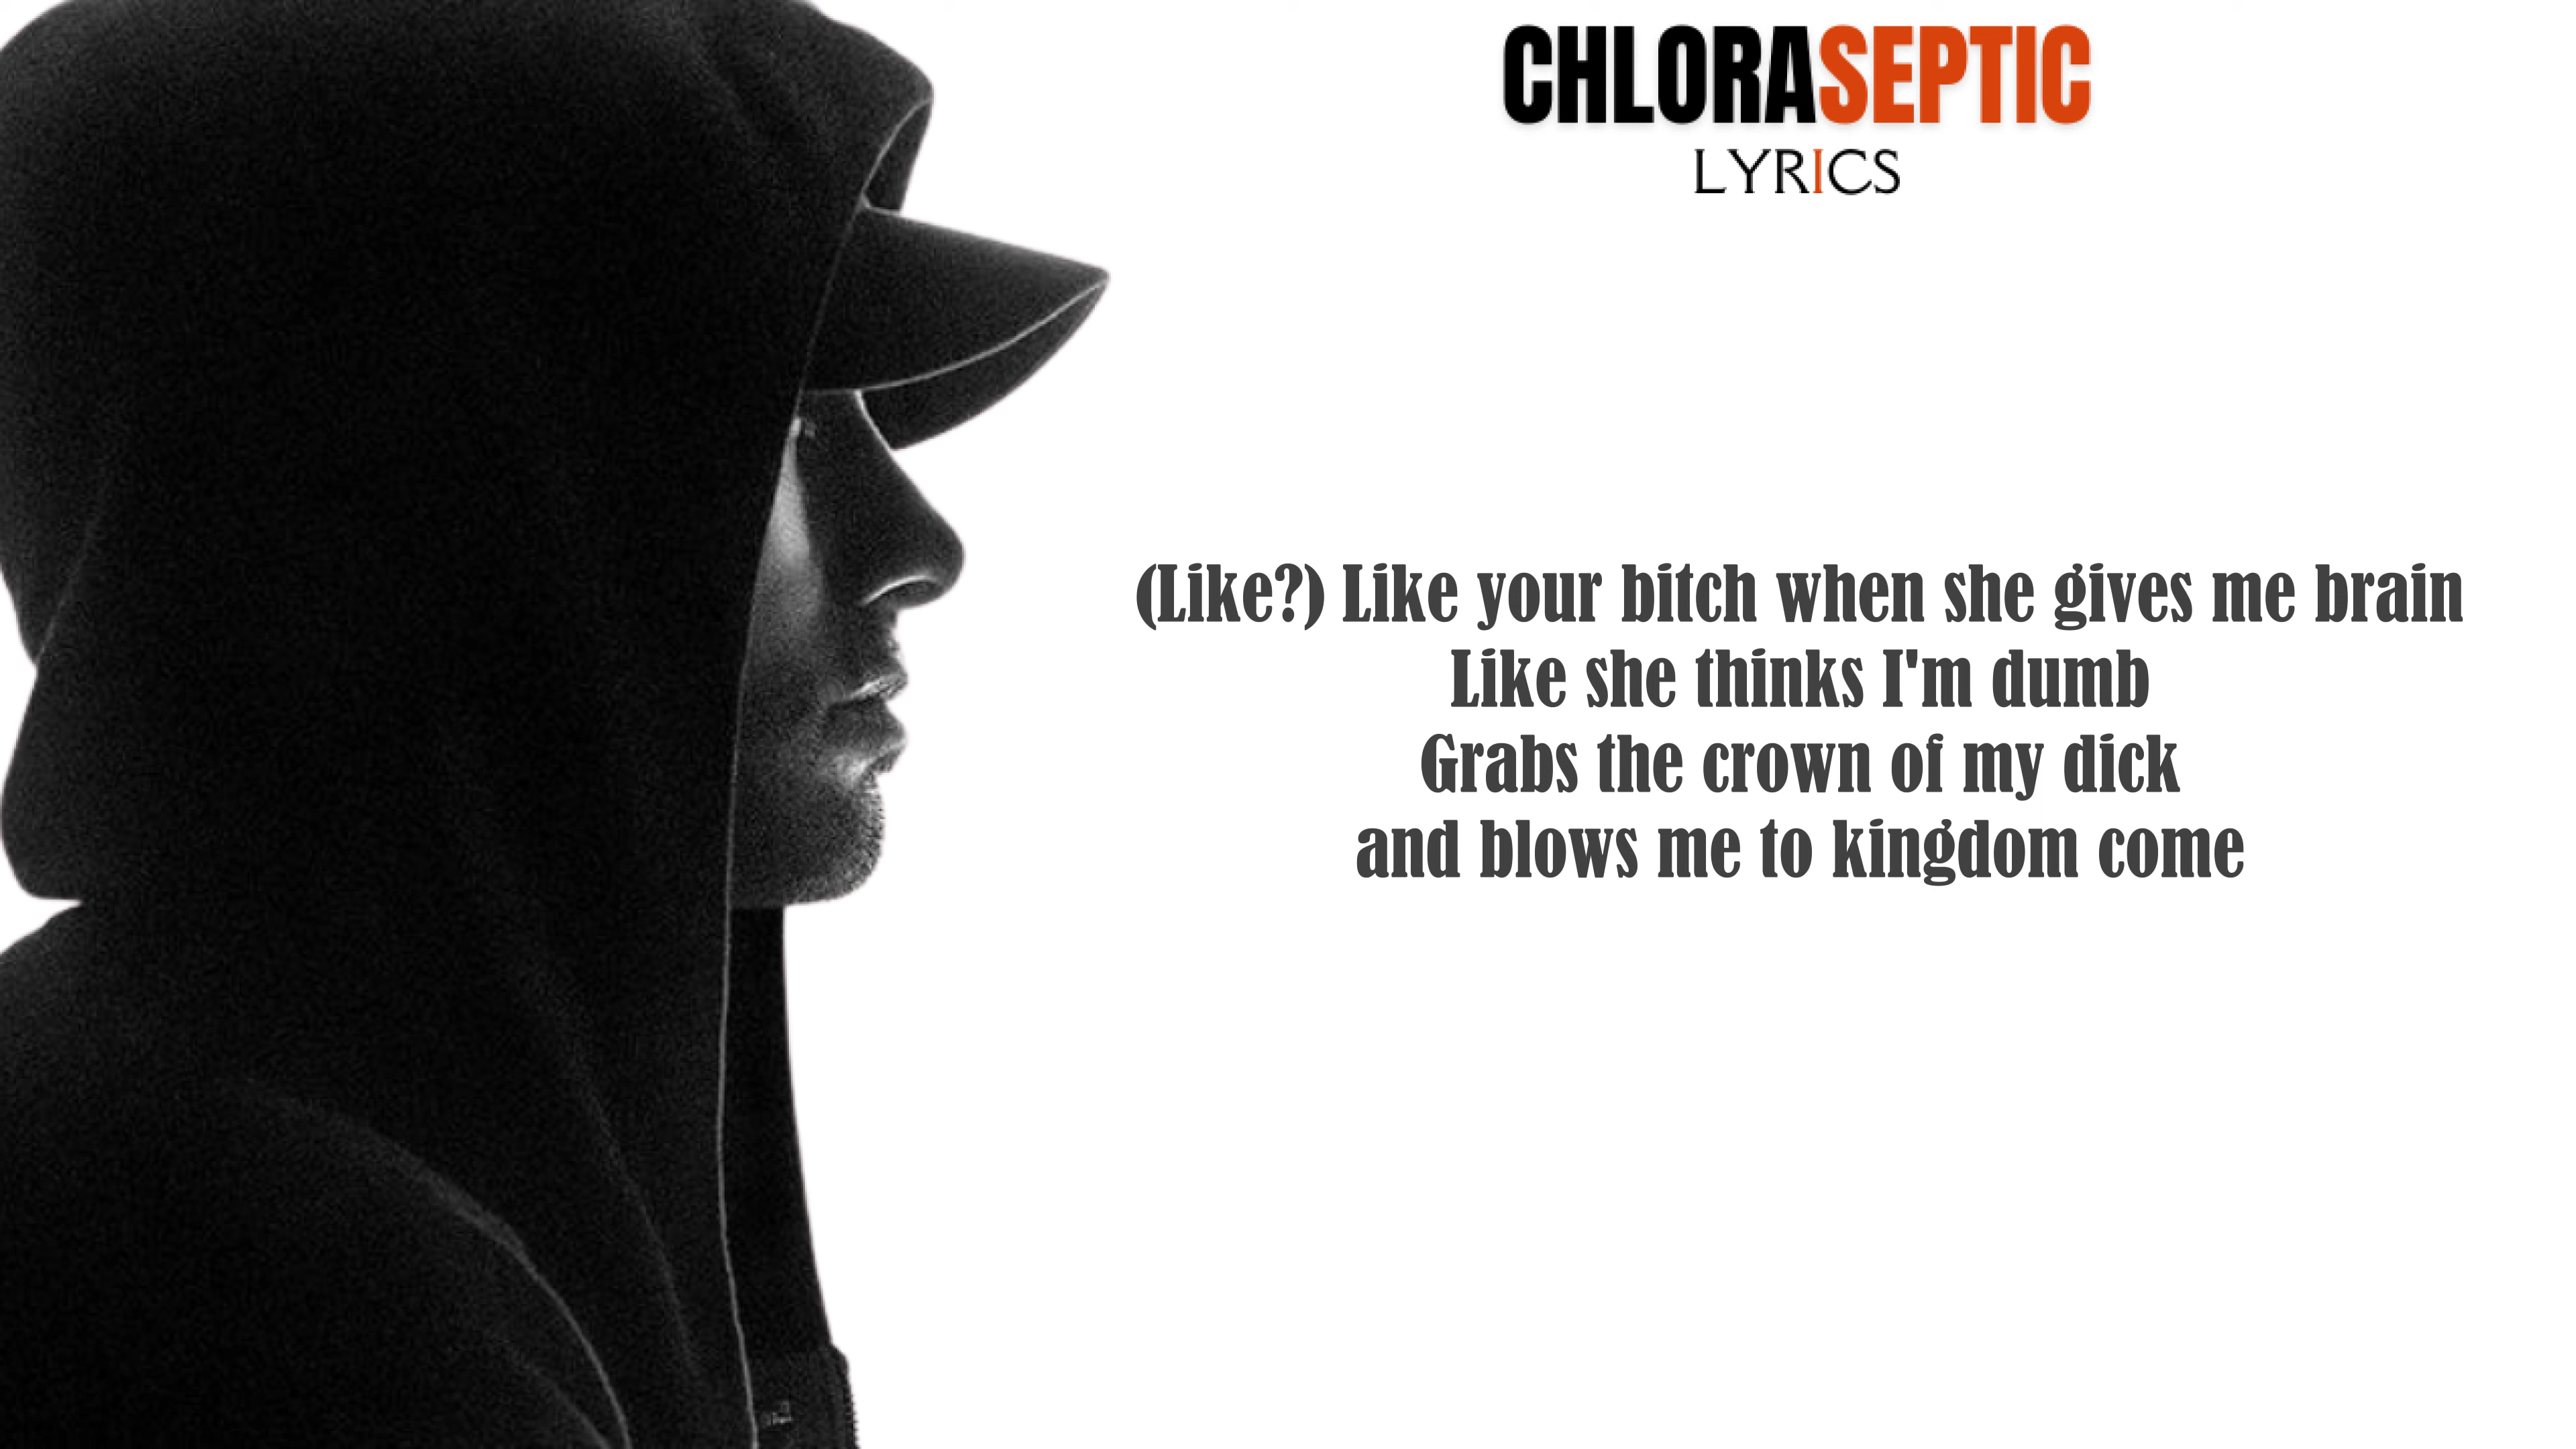 CHLORASEPTIC
LYRICS
(Like?) Like your bitch when she gives me brain
Like she thinks I'm dumb
Grabs the crown of my dick
and blows me to kingdom come